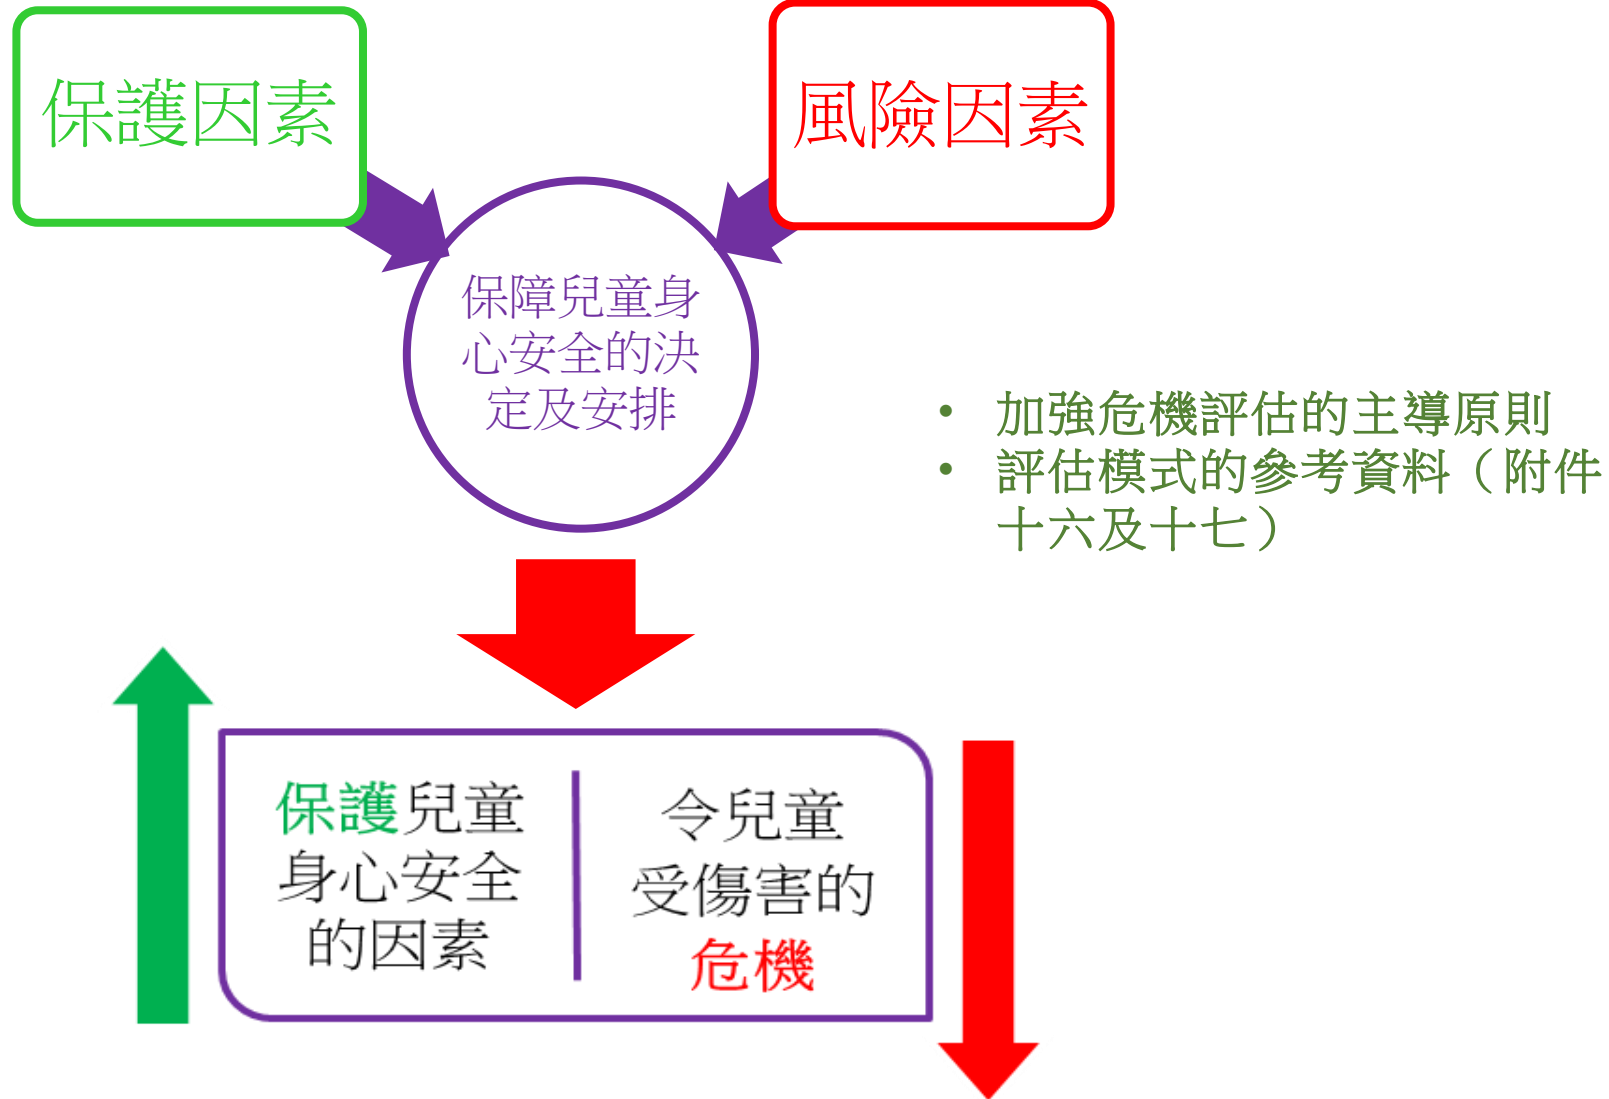 保護因素
風險因素
保障兒童身
心安全的決
定及安排
• 加強危機評估的主導原則
• 評估模式的參考資料（附件
十六及十七）
保護兒童
身心安全
的因素
令兒童
受傷害的
危機